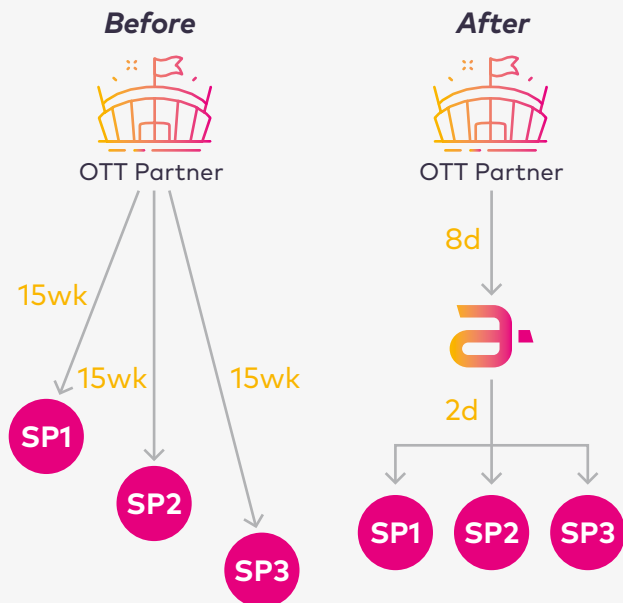 Before
OTT Partner
15wk
15wk
15wk
SP1
SP2
SP3
After
OTT Partner
8d
a
2d
SP1
SP2
SP3